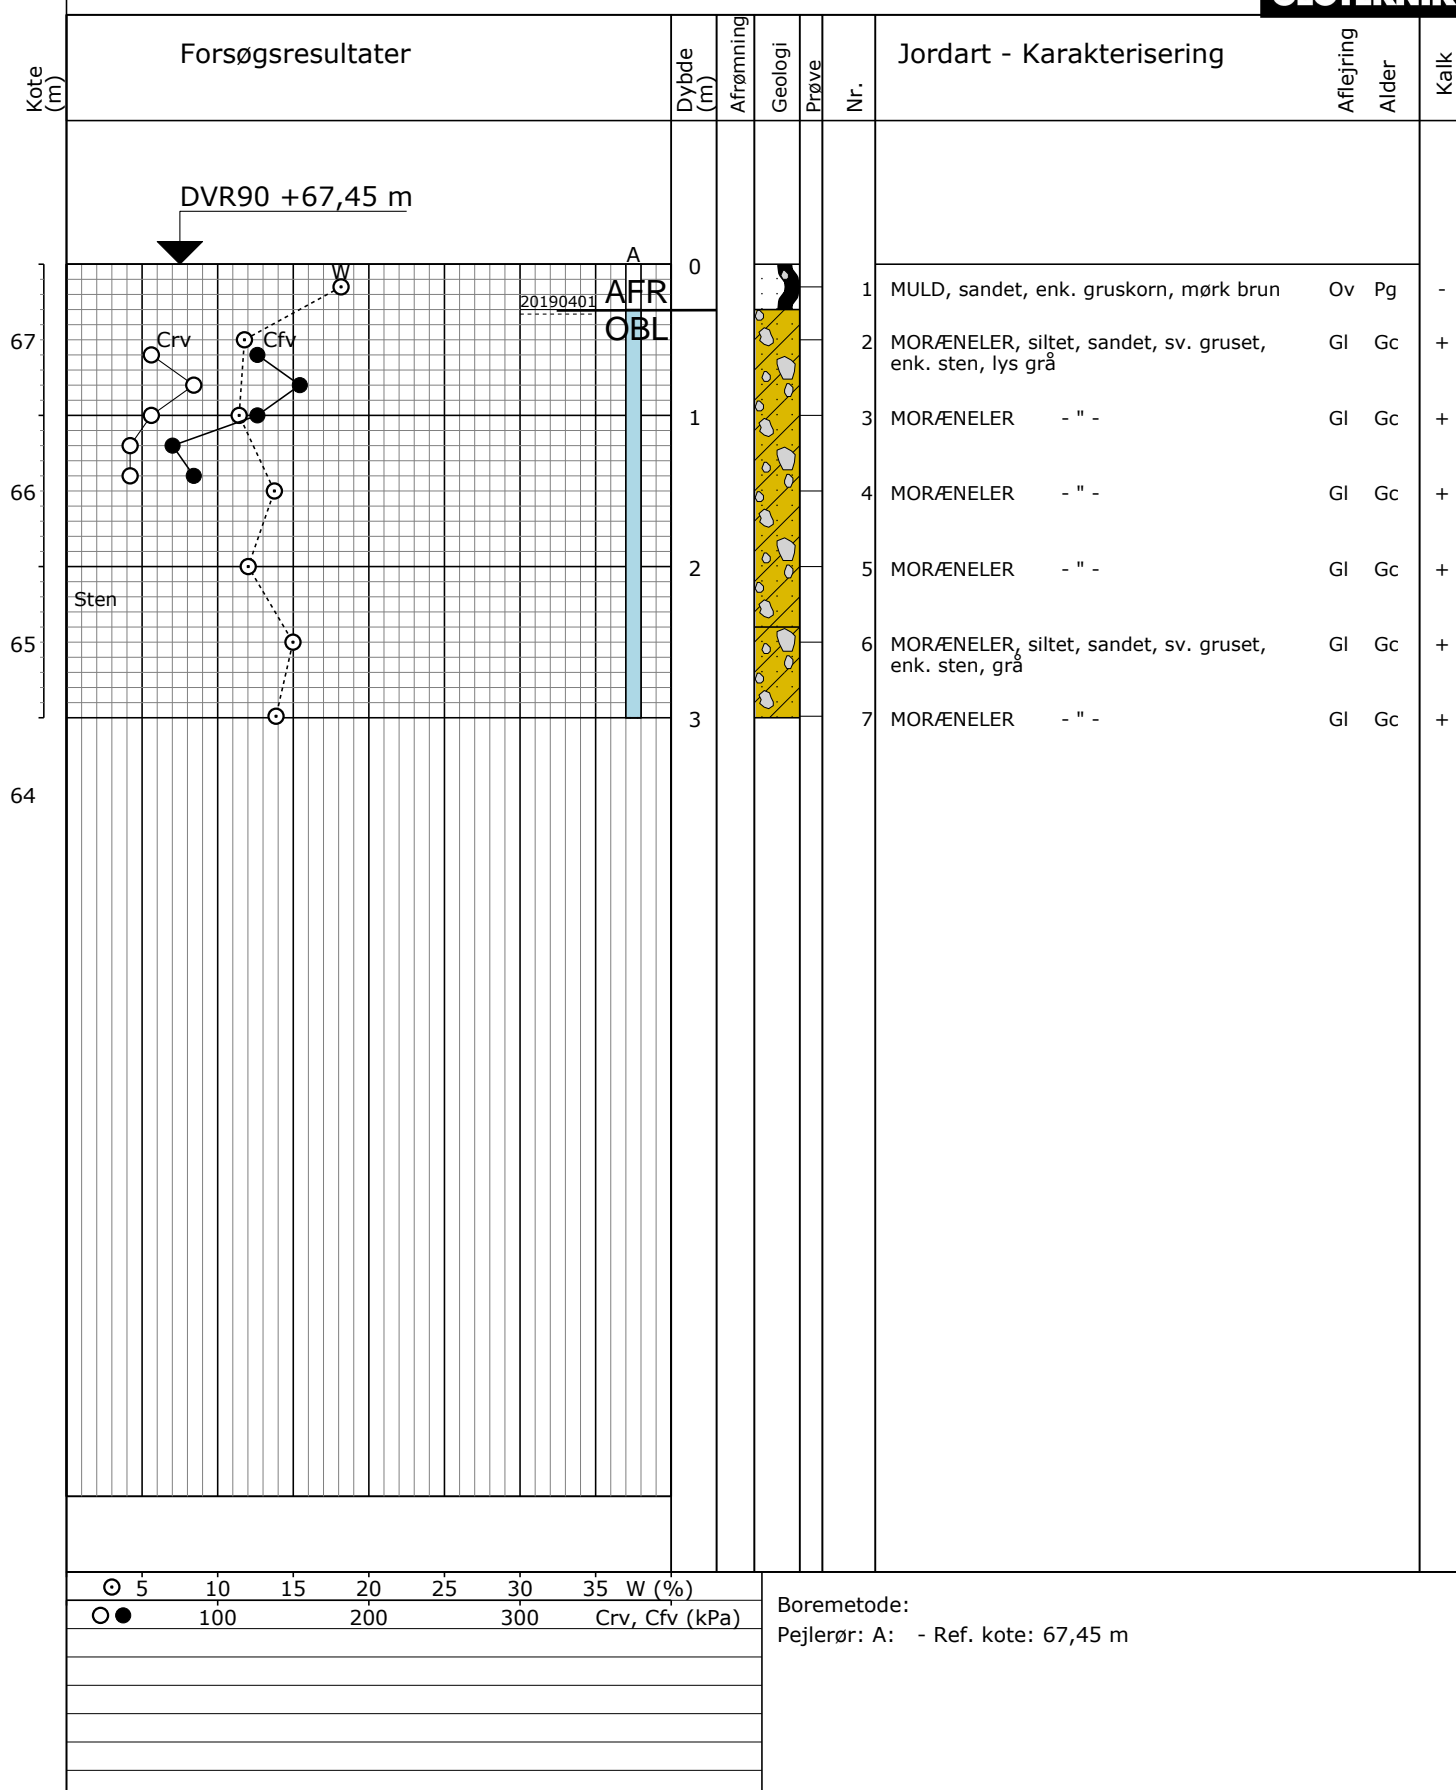 Kote (m)
Forsøgsresultater
Dybde (m)
Afrømning
Geologi
Prøve
Nr.
Jordart - Karakterisering
Aflejring
Alder
Kalk
DVR90 +67,45 m
A
W
0
20190401 AFR
OBL
1 MULD, sandet, enk. gruskorn, mørk brun Ov Pg -
67
Crv
Cfv
2 MORÆNELER, siltet, sandet, sv. gruset, Gl Gc +
enk. sten, lys grå
1
3 MORÆNELER - " - Gl Gc +
66
4 MORÆNELER - " - Gl Gc +
2
5 MORÆNELER - " - Gl Gc +
Sten
65
6 MORÆNELER, siltet, sandet, sv. gruset, Gl Gc +
enk. sten, grå
3
7 MORÆNELER - " - Gl Gc +
64
5 10 15 20 25 30 35 W (%)
100 200 300 Crv, Cfv (kPa)
Boremetode:
Pejlerør: A: - Ref. kote: 67,45 m